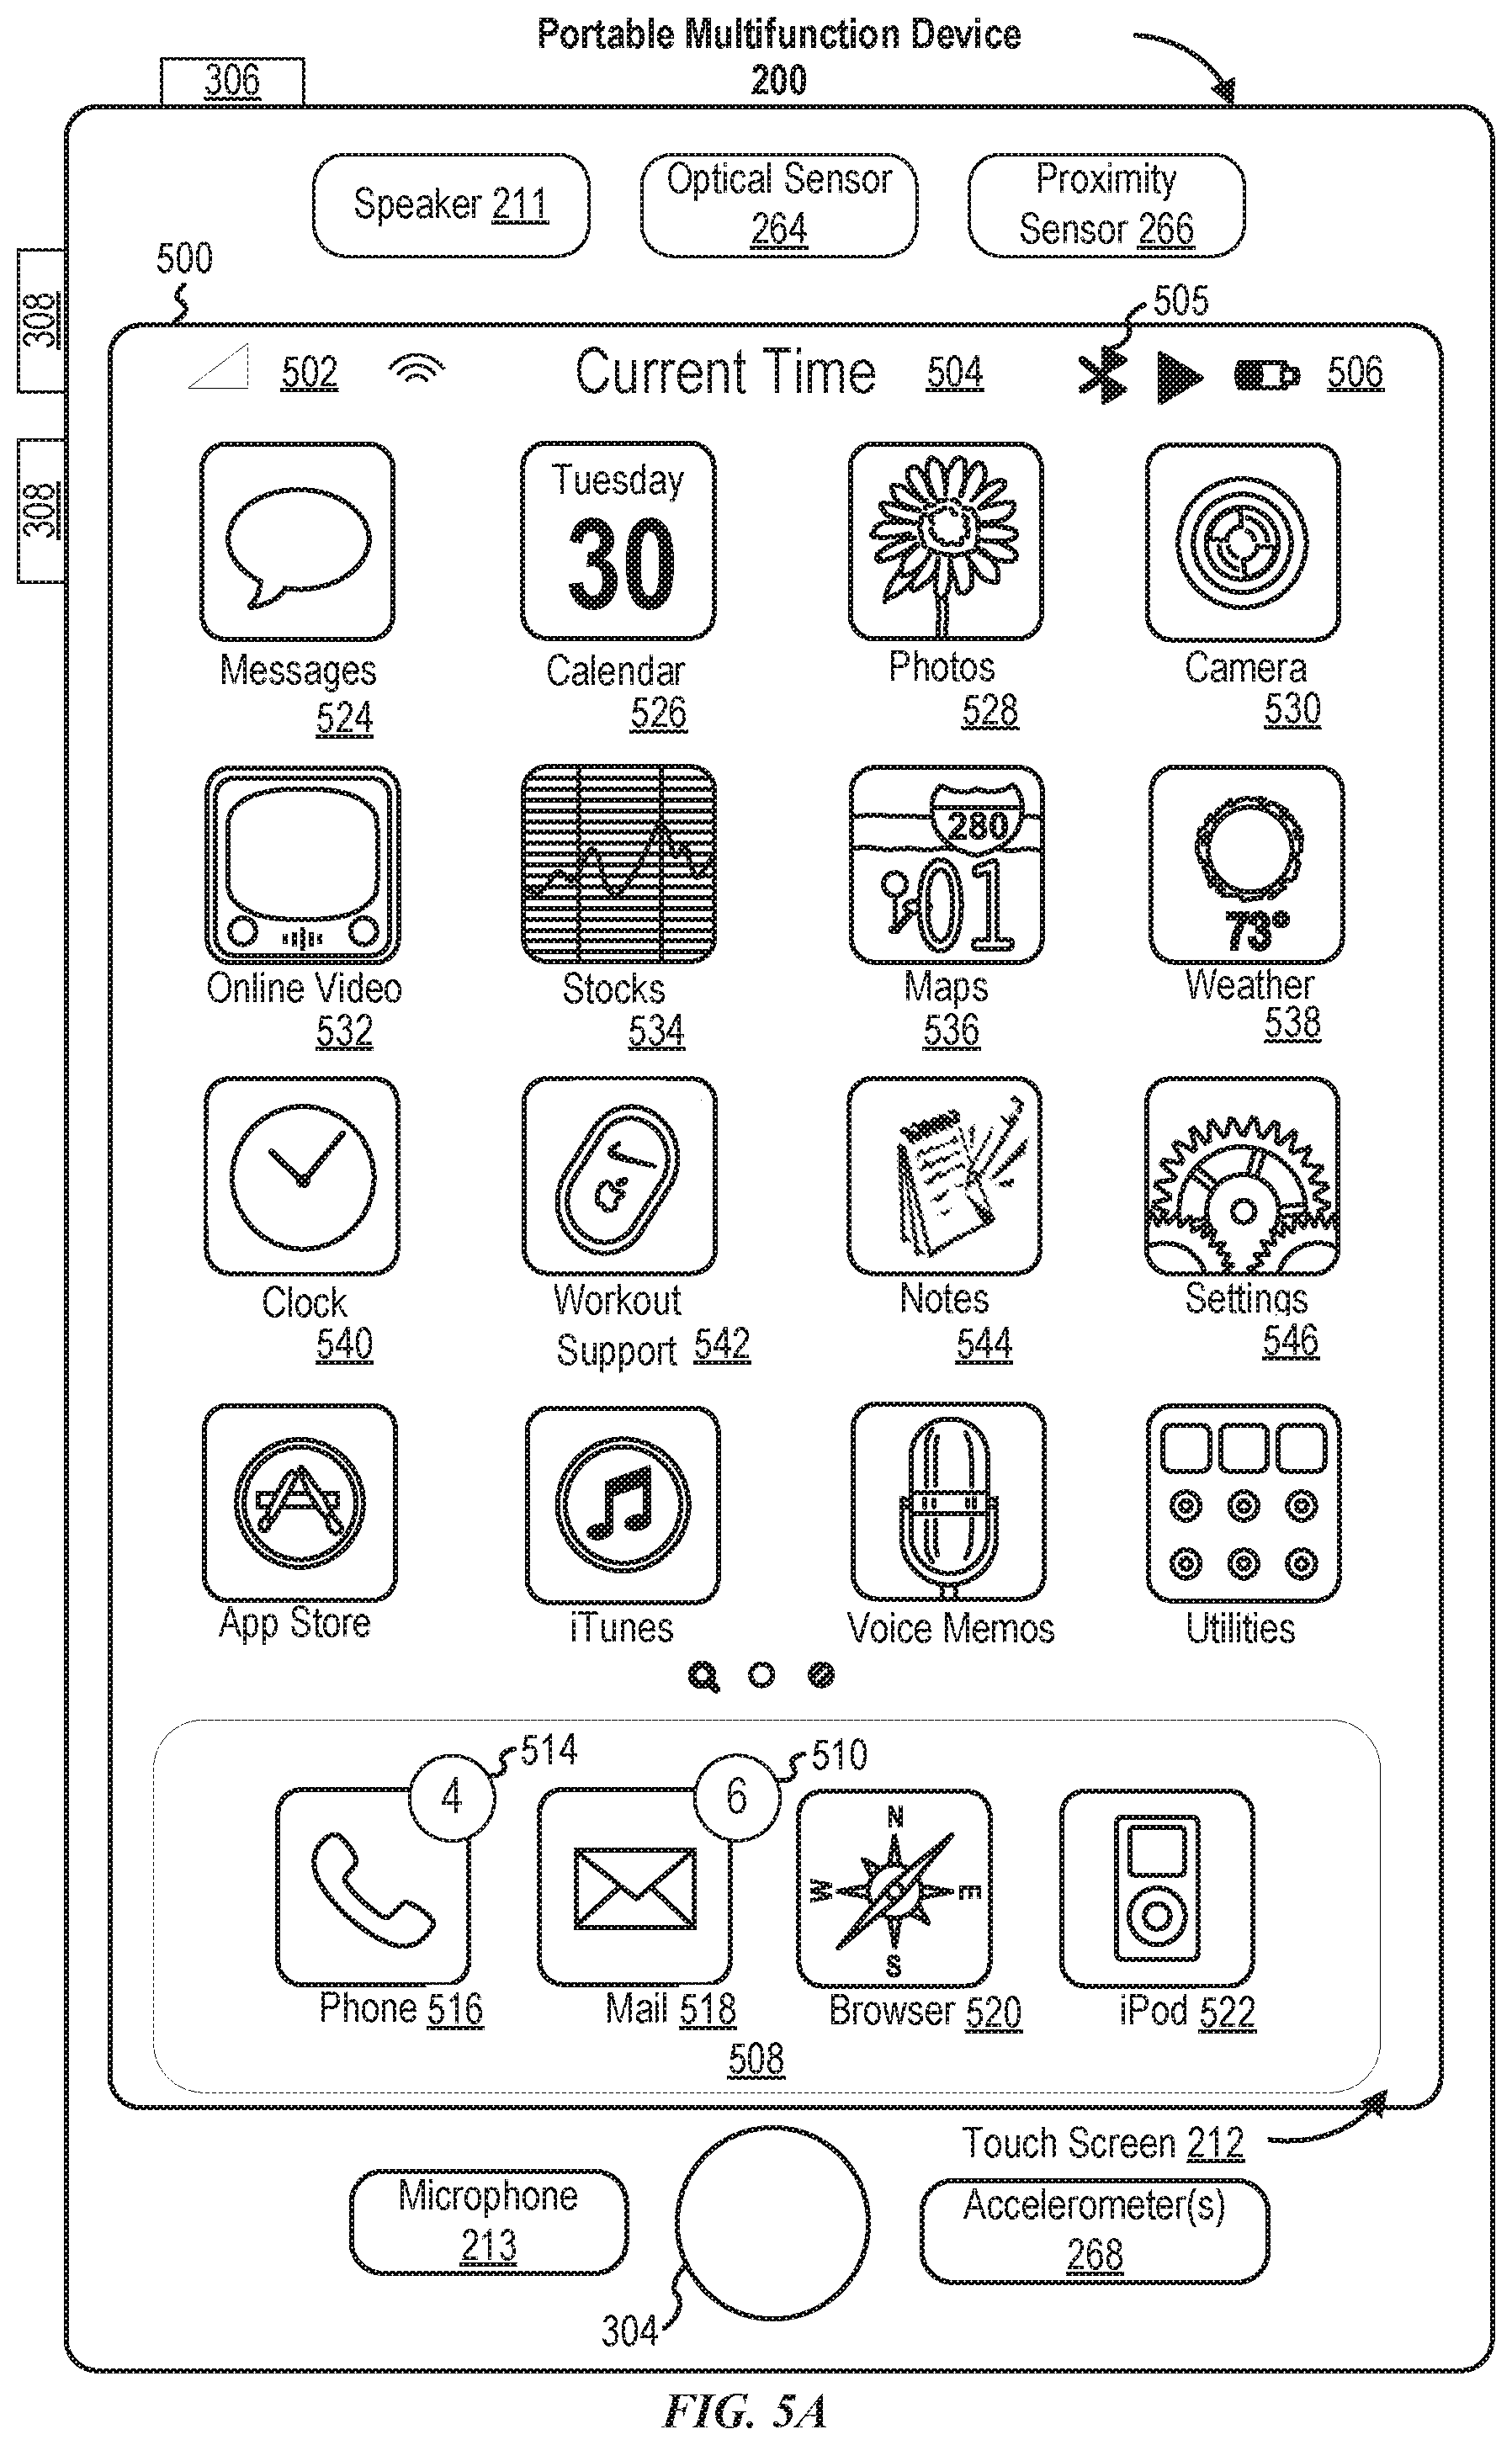 Portable Multifunction Device
200
306
Speaker 211
Optical Sensor
264
Proximity
Sensor 266
500
505
308
502
Current Time
504
506
308
Tuesday
30
Messages
524
Calendar
526
Photos
528
Camera
530
280
01
73°
Online Video
532
Stocks
534
Maps
536
Weather
538
Clock
540
Workout
Support 542
Notes
544
Settings
546
App Store
iTunes
Voice Memos
Utilities
4
514
6
510
N
W
E
S
Phone 516
Mail 518
Browser 520
iPod 522
508
Touch Screen 212
Microphone
213
Accelerometer(s)
268
304
FIG. 5A